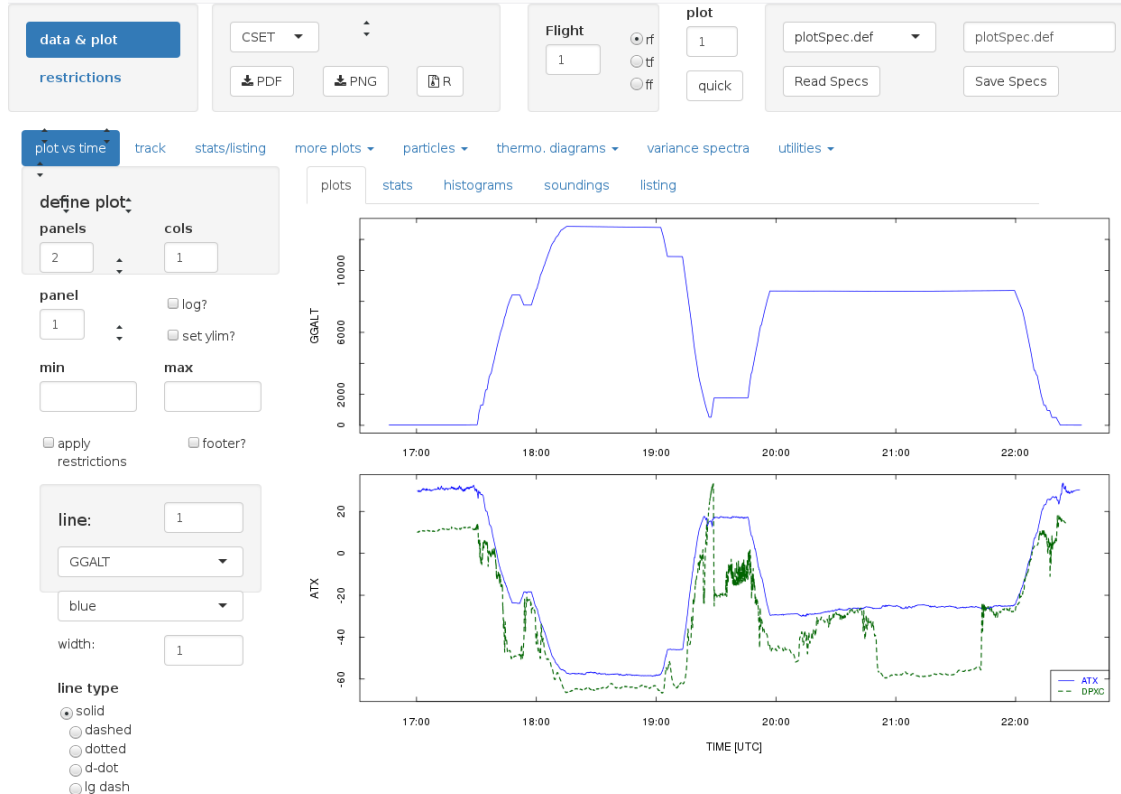 data & plot
restrictions
CSET
PDF
PNG
R
Flight
1
rf
tf
ff
plot
1
quick
plotSpec.def
plotSpec.def
Read Specs
Save Specs
plot vs time
track
stats/listing
more plots
particles
thermo. diagrams
variance spectra
utilities
define plot
panels
cols
2
1
panel
1
log?
set ylim?
min
max
apply restrictions
footer?
line:
1
GGALT
blue
width:
1
line type
solid
dashed
dotted
d-dot
lg dash
plots
stats
histograms
soundings
listing
GGALT
10000
6000
2000
0
17:00 18:00 19:00 20:00 21:00 22:00
ATX
20
0
-20
-40
-60
ATX
DPXC
17:00 18:00 19:00 20:00 21:00 22:00
TIME [UTC]